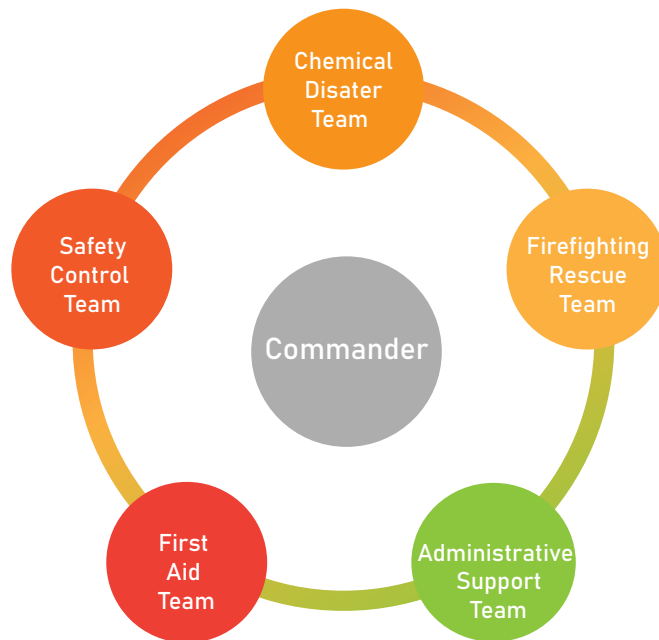 Chemical
Disater
Team
Safety
Control
Team
Firefighting
Rescue
Team
Commander
First
Aid
Team
Administrative
Support
Team